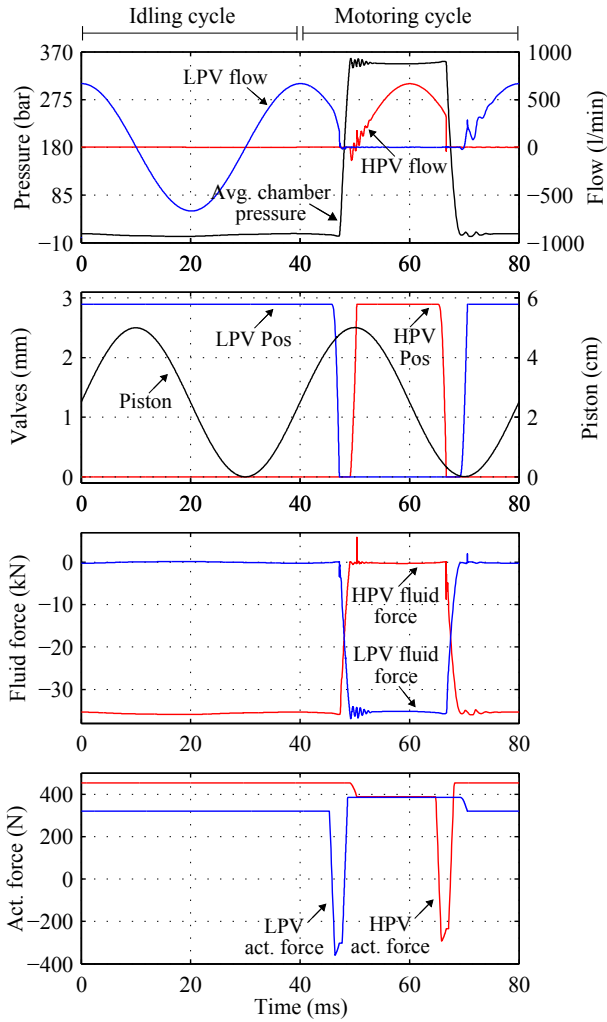 Idling cycle Motoring cycle
370 1000
LPV flow
275 500
180 0
HPV flow
85 −500
Avg. chamber
pressure
−10 −1000
0 20 40 60 80
Pressure (bar)
Flow (l/min)
3 6
LPV Pos HPV
Pos
2 4
Piston
1 2
0 0
0 20 40 60 80
Valves (mm)
Piston (cm)
0
HPV fluid
force
−10
−20
LPV fluid
force
−30
0 20 40 60 80
Fluid force (kN)
400
200
0
−200
LPV
act. force
HPV
act. force
−400
0 20 40 60 80
Act. force (N)
Time (ms)